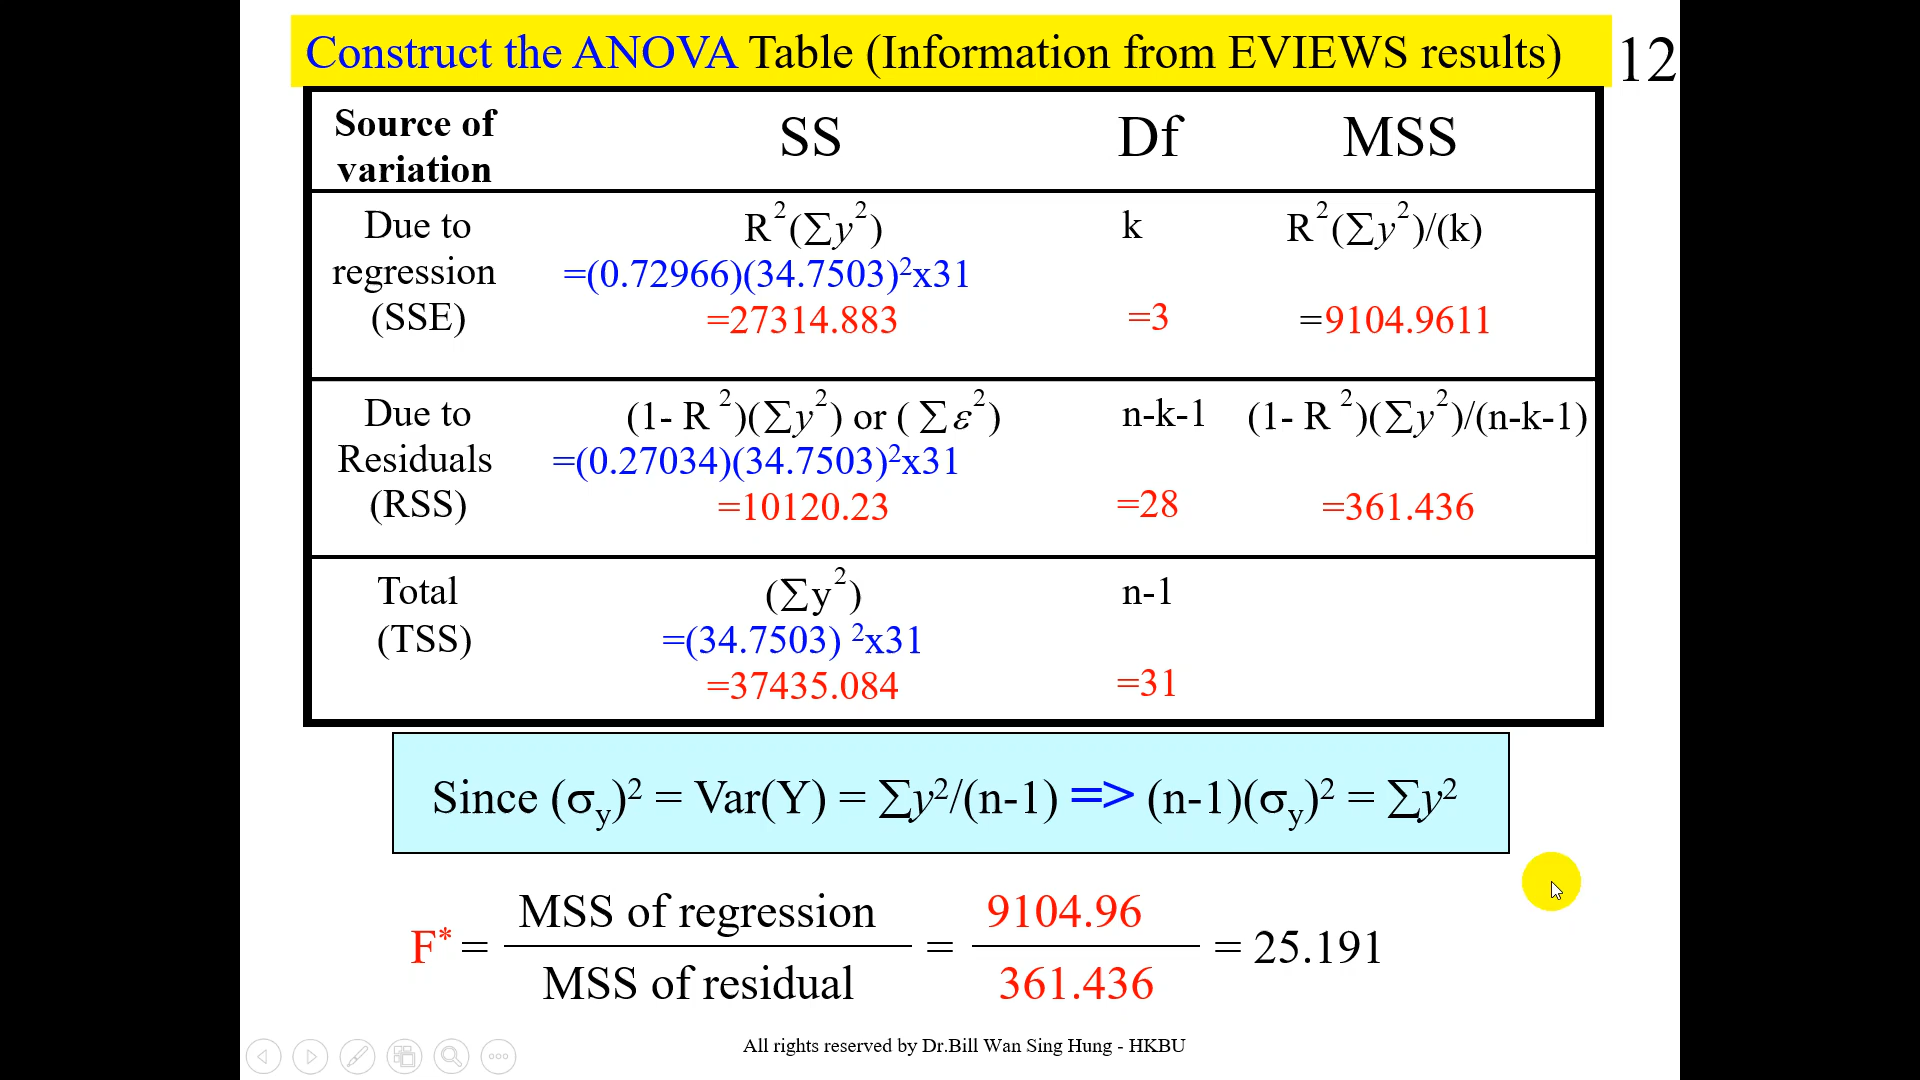 Construct the ANOVA Table (Information from EVIEWS results)
12
Source of variation SS Df MSS
Due to regression (SSE)
R²(∑y²) k R²(∑y²)/(k)
=(0.72966)(34.7503)²x31
=27314.883 =3 =9104.9611
Due to Residuals (RSS)
(1- R ²)(∑y²) or ( ∑ε²) n-k-1 (1- R ²)(∑y²)/(n-k-1)
=(0.27034)(34.7503)²x31
=10120.23 =28 =361.436
Total (TSS)
(∑y²) n-1
=(34.7503) ²x31
=37435.084 =31
Since (σy)² = Var(Y) = ∑y²/(n-1) => (n-1)(σy)² = ∑y²
F* = MSS of regression / MSS of residual = 9104.96 / 361.436 = 25.191
All rights reserved by Dr.Bill Wan Sing Hung - HKBU